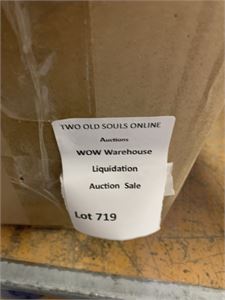 TWO OLD SOULS ONLINE
Auctions
WOW Warehouse
Liquidation
Auction Sale
Lot 719